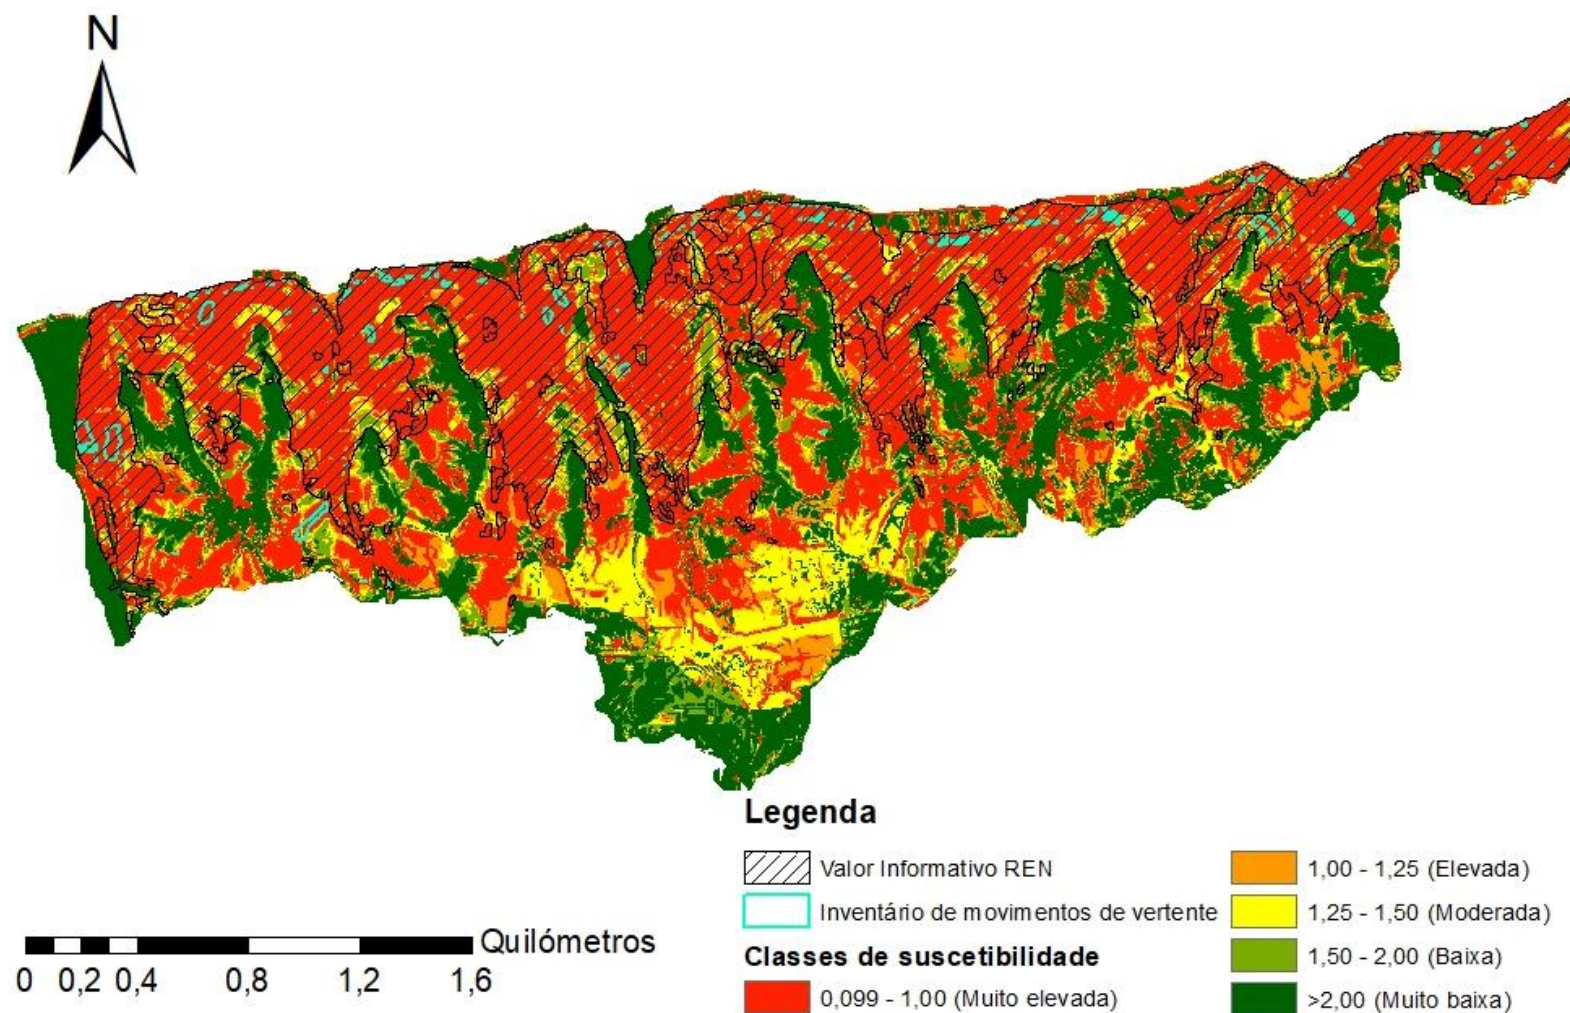 N
Legenda
Valor Informativo REN
Inventário de movimentos de vertente
Classes de suscetibilidade
0,099 - 1,00 (Muito elevada)
1,00 - 1,25 (Elevada)
1,25 - 1,50 (Moderada)
1,50 - 2,00 (Baixa)
>2,00 (Muito baixa)
Quilómetros
0 0,2 0,4 0,8 1,2 1,6